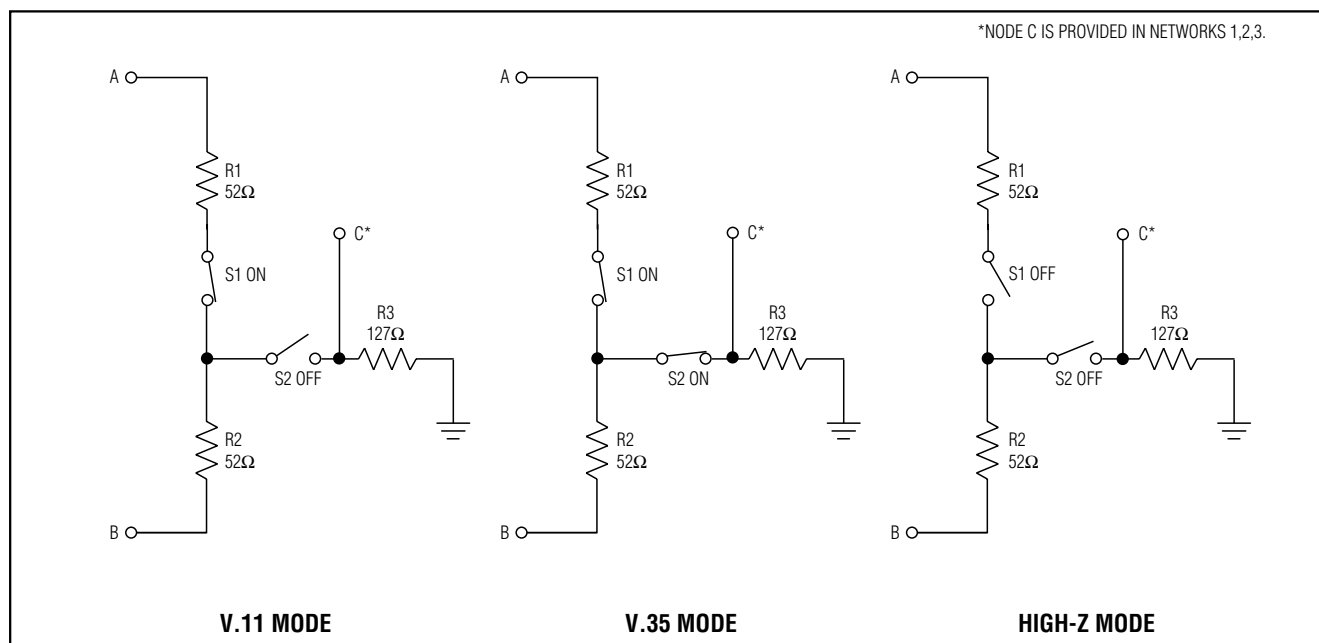 *NODE C IS PROVIDED IN NETWORKS 1,2,3.
A
R1
52Ω
C*
S1 ON
R3
127Ω
S2 OFF
R2
52Ω
B
V.11 MODE
A
R1
52Ω
C*
S1 ON
R3
127Ω
S2 ON
R2
52Ω
B
V.35 MODE
A
R1
52Ω
C*
S1 OFF
R3
127Ω
S2 OFF
R2
52Ω
B
HIGH-Z MODE